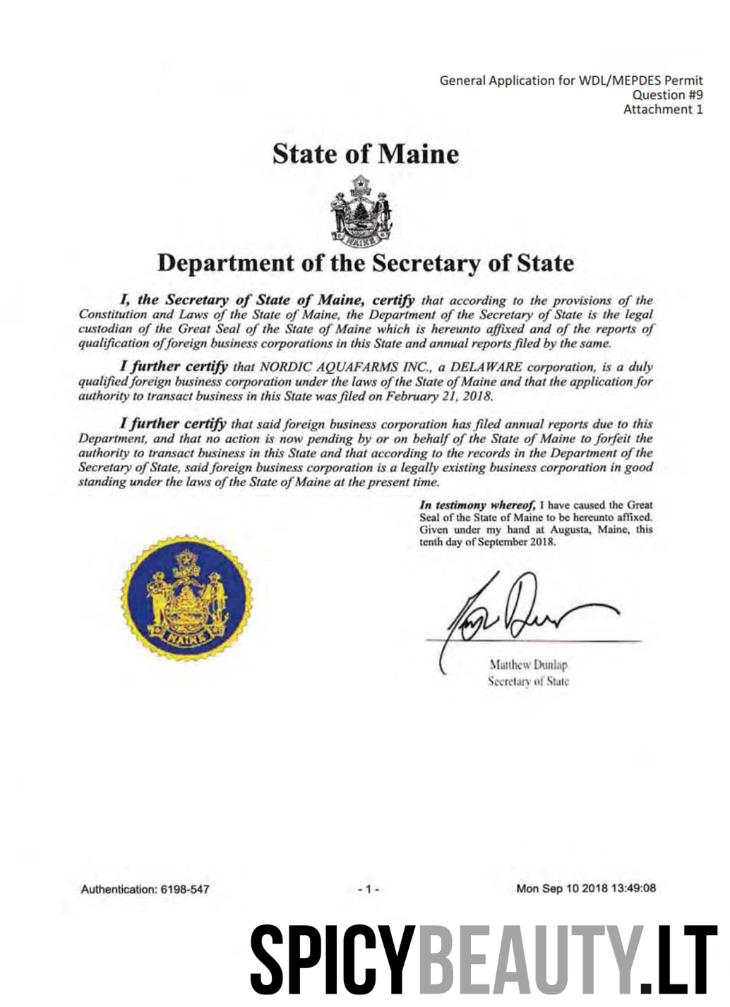 General Application for WDL/MEPDES Permit
Question #9
Attachment 1
State of Maine
MAINE
Department of the Secretary of State
I, the Secretary of State of Maine, certify that according to the provisions of the
Constitution and Laws of the State of Maine, the Department of the Secretary of State is the legal
custodian of the Great Seal of the State of Maine which is hereunto affixed and of the reports of
qualification of foreign business corporations in this State and annual reports filed by the same.
I further certify that NORDIC AQUAFARMS INC., a DELAWARE corporation, is a duly
qualified foreign business corporation under the laws of the State of Maine and that the application for
authority to transact business in this State was filed on February 21, 2018.
I further certify that said foreign business corporation has filed annual reports due to this
Department, and that no action is now pending by or on behalf of the State of Maine to forfeit the
authority to transact business in this State and that according to the records in the Department of the
Secretary of State, said foreign business corporation is a legally existing business corporation in good
standing under the laws of the State of Maine at the present time.
In testimony whereof, I have caused the Great
Seal of the State of Maine to be hereunto affixed.
Given under my hand at Augusta, Maine, this
tenth day of September 2018.
MAINE
Matthew Dunlap
Secretary of State
Authentication: 6198-547
- 1 -
Mon Sep 10 2018 13:49:08
SPICYBEAUTY.LT